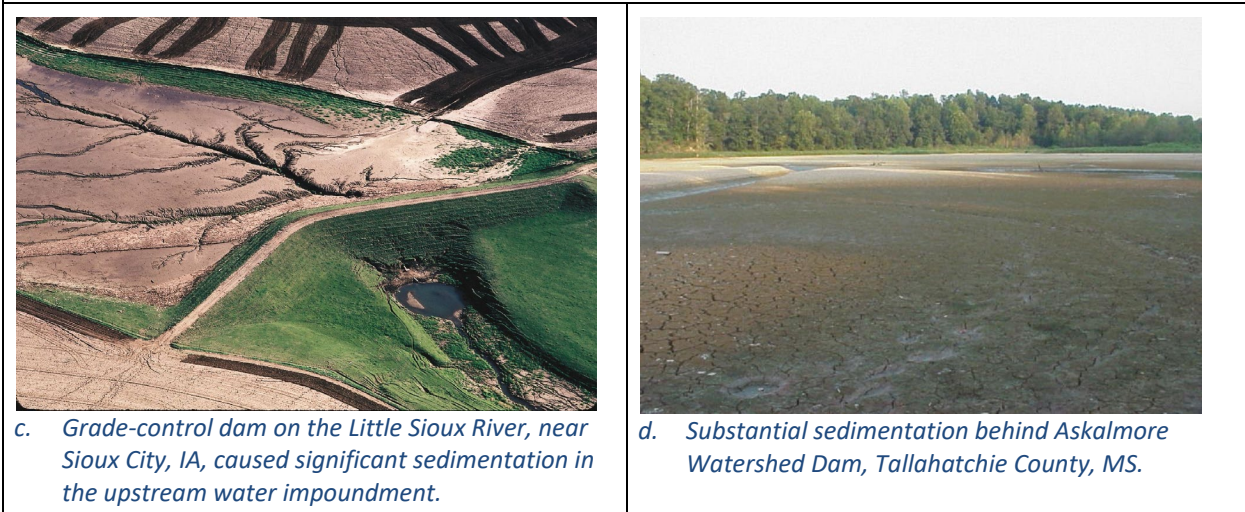 c. Grade-control dam on the Little Sioux River, near
Sioux City, IA, caused significant sedimentation in
the upstream water impoundment.
d. Substantial sedimentation behind Askalmore
Watershed Dam, Tallahatchie County, MS.